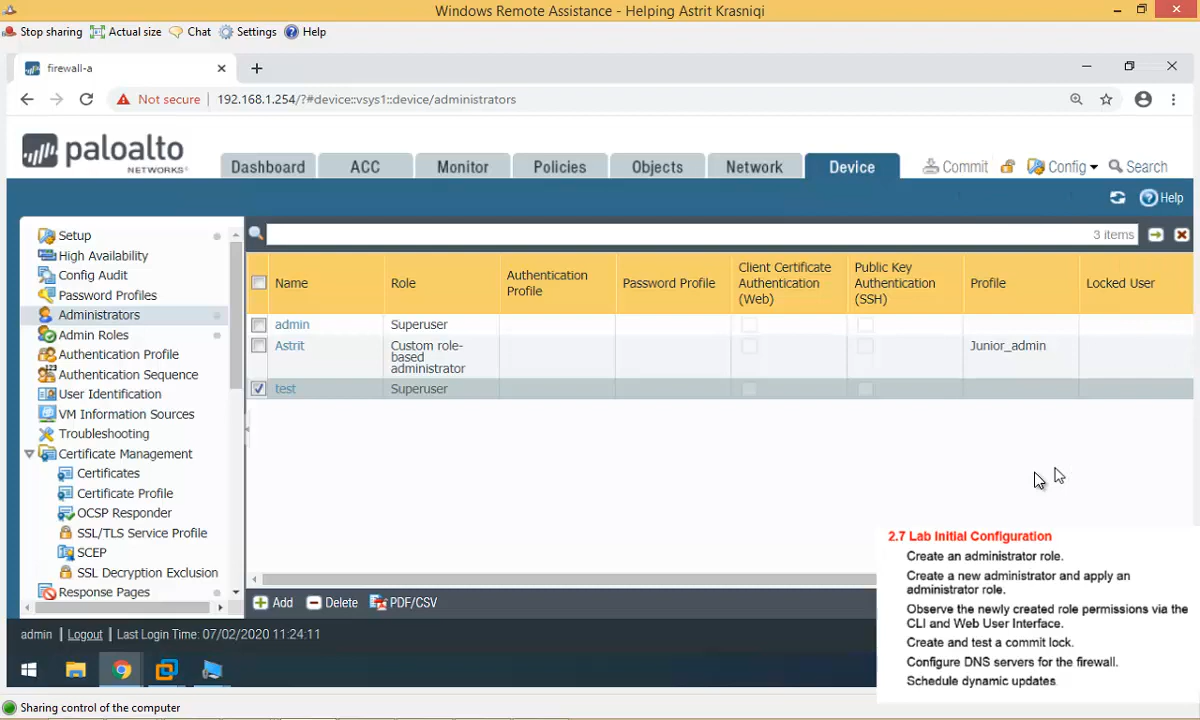 Windows Remote Assistance - Helping Astrit Krasniqi
Stop sharing Actual size Chat Settings Help
firewall-a
Not secure 192.168.1.254/?#device::vsys1::device/administrators
paloalto
NETWORKS®
Dashboard ACC Monitor Policies Objects Network Device Commit Config Search
Help
Setup
High Availability
Config Audit
Password Profiles
Administrators
Admin Roles
Authentication Profile
Authentication Sequence
User Identification
VM Information Sources
Troubleshooting
Certificate Management
Certificates
Certificate Profile
OCSP Responder
SSL/TLS Service Profile
SCEP
SSL Decryption Exclusion
Response Pages
3 items
Name
Role
Authentication
Profile
Password Profile
Client Certificate
Authentication
(Web)
Public Key
Authentication
(SSH)
Profile
Locked User
admin Superuser
Astrit Custom role-
based
administrator
Junior_admin
test Superuser
Add Delete PDF/CSV
admin | Logout | Last Login Time: 07/02/2020 11:24:11
2.7 Lab Initial Configuration
Create an administrator role.
Create a new administrator and apply an
administrator role.
Observe the newly created role permissions via the
CLI and Web User Interface.
Create and test a commit lock.
Configure DNS servers for the firewall.
Schedule dynamic updates
Sharing control of the computer